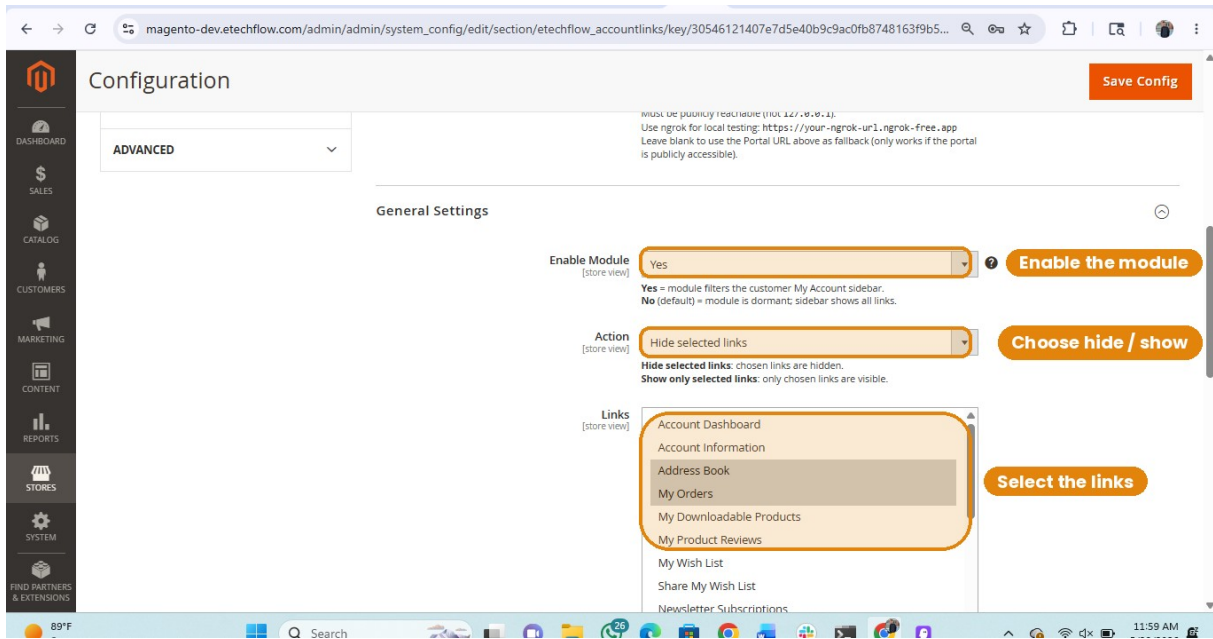 magento-dev.etechflow.com/admin/admin/system_config/edit/section/etechflow_accountlinks/key/30546121407e7d5e40b9c9ac0fb8748163f9b5...
Configuration
Save Config
DASHBOARD
SALES
CATALOG
CUSTOMERS
MARKETING
CONTENT
REPORTS
STORES
SYSTEM
FIND PARTNERS
& EXTENSIONS
ADVANCED
Must be publicly reachable (not 127.0.0.1).
Use ngrok for local testing: https://your-ngrok-url.ngrok-free.app
Leave blank to use the Portal URL above as fallback (only works if the portal
is publicly accessible).
General Settings
Enable Module
[store view]
Yes
Enable the module
Yes = module filters the customer My Account sidebar.
No (default) = module is dormant; sidebar shows all links.
Action
[store view]
Hide selected links
Choose hide / show
Hide selected links: chosen links are hidden.
Show only selected links: only chosen links are visible.
Links
[store view]
Account Dashboard
Account Information
Address Book
My Orders
My Downloadable Products
My Product Reviews
My Wish List
Share My Wish List
Newsletter Subscriptions
Select the links
89°F
Search
26
11:59 AM